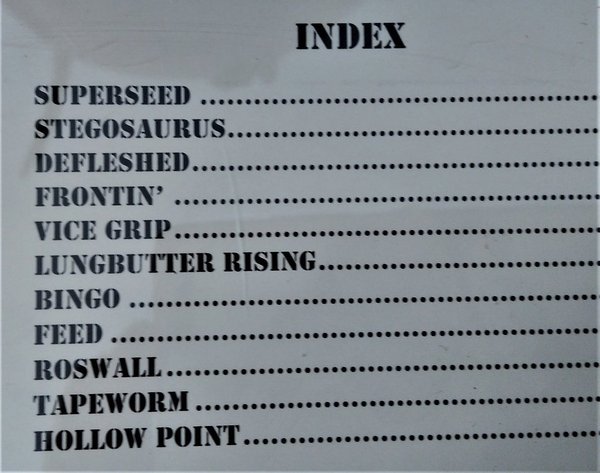 INDEX
SUPERSEED ..............................................
STEGOSAURUS...........................................
DEFLESHED...............................................
FRONTIN' .................................................
VICE GRIP.................................................
LUNGBUTTER RISING.................................
BINGO ......................................................
FEED ........................................................
ROSWALL ..................................................
TAPEWORM ...............................................
HOLLOW POINT.........................................